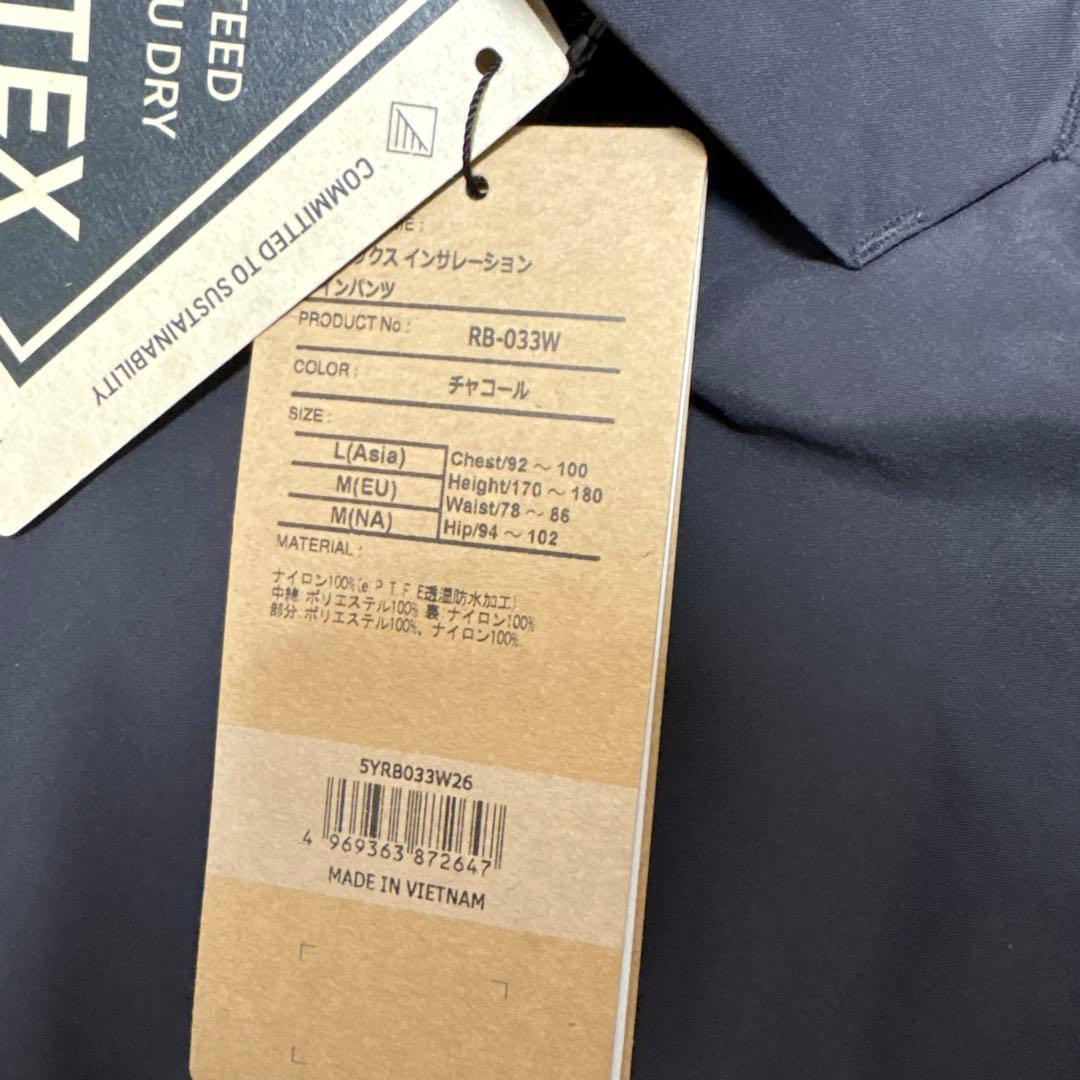 TEED
U DRY
TEX
COMMITTED TO SUSTAINABILITY
ME :
ックス インサレーション
インパンツ
PRODUCT No : RB-033W
COLOR : チャコール
SIZE :
L(Asia) Chest/92 ～ 100
M(EU) Height/170 ～ 180
M(NA) Waist/78 ～ 86
Hip/94 ～ 102
MATERIAL :
ナイロン100%(e P T F E透湿防水加工)
中綿 ポリエステル100% 裏 ナイロン100%
部分 ポリエステル100%、ナイロン100%
5YRB033W26
4 969363 872647
MADE IN VIETNAM